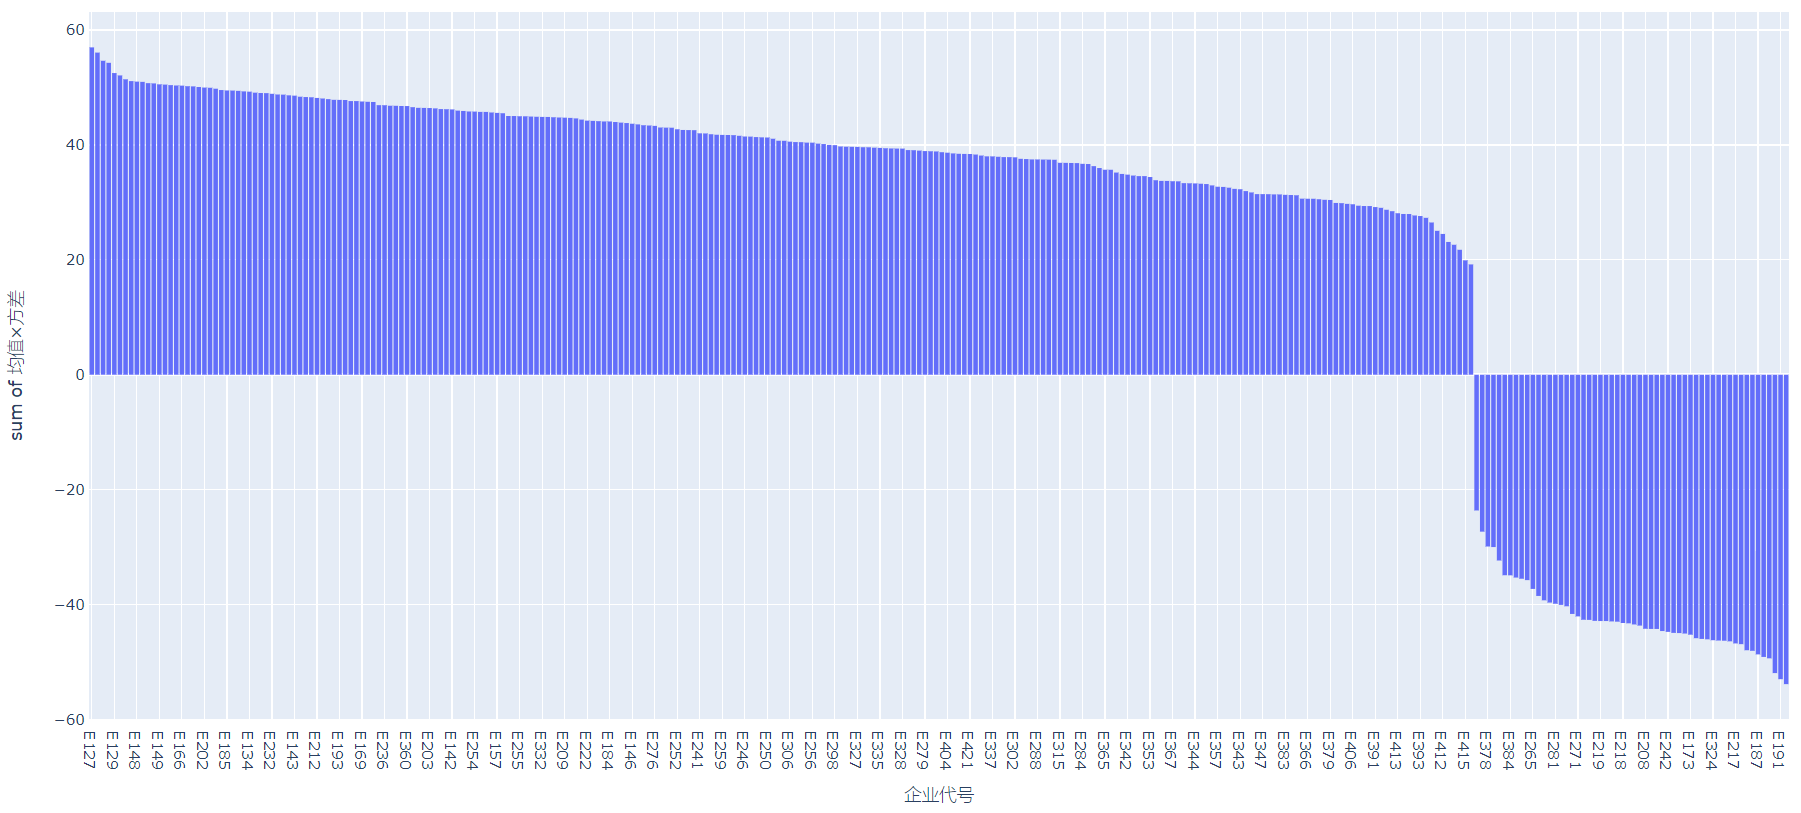 60
40
20
0
−20
−40
−60
sum of 均值×方差
E127
E129
E148
E149
E166
E202
E185
E134
E232
E143
E212
E193
E169
E236
E360
E203
E142
E254
E157
E255
E332
E209
E222
E184
E146
E276
E252
E241
E259
E246
E250
E306
E256
E298
E327
E335
E328
E279
E404
E421
E337
E302
E288
E315
E284
E365
E342
E353
E367
E344
E357
E343
E347
E383
E366
E379
E406
E391
E413
E393
E412
E415
E378
E384
E265
E281
E271
E219
E218
E208
E242
E173
E324
E217
E187
E191
企业代号